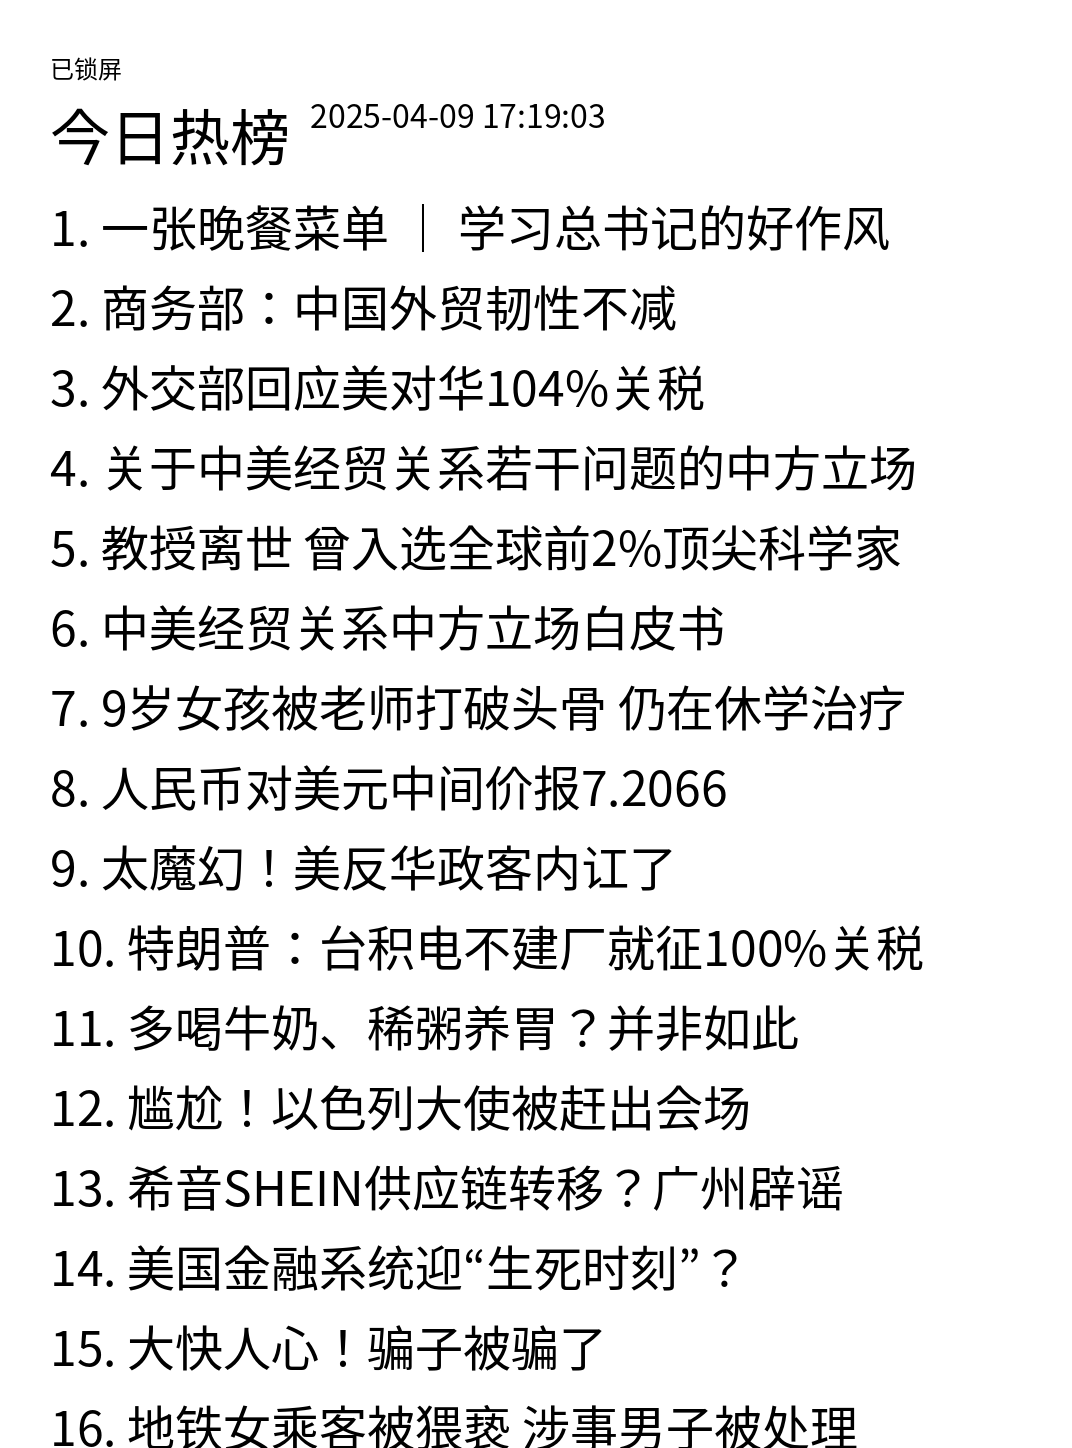 已锁屏
今日热榜 2025-04-09 17:19:03
1. 一张晚餐菜单 ｜ 学习总书记的好作风
2. 商务部：中国外贸韧性不减
3. 外交部回应美对华104%关税
4. 关于中美经贸关系若干问题的中方立场
5. 教授离世 曾入选全球前2%顶尖科学家
6. 中美经贸关系中方立场白皮书
7. 9岁女孩被老师打破头骨 仍在休学治疗
8. 人民币对美元中间价报7.2066
9. 太魔幻！美反华政客内讧了
10. 特朗普：台积电不建厂就征100%关税
11. 多喝牛奶、稀粥养胃？并非如此
12. 尴尬！以色列大使被赶出会场
13. 希音SHEIN供应链转移？广州辟谣
14. 美国金融系统迎“生死时刻”？
15. 大快人心！骗子被骗了
16. 地铁女乘客被猥亵 涉事男子被处理